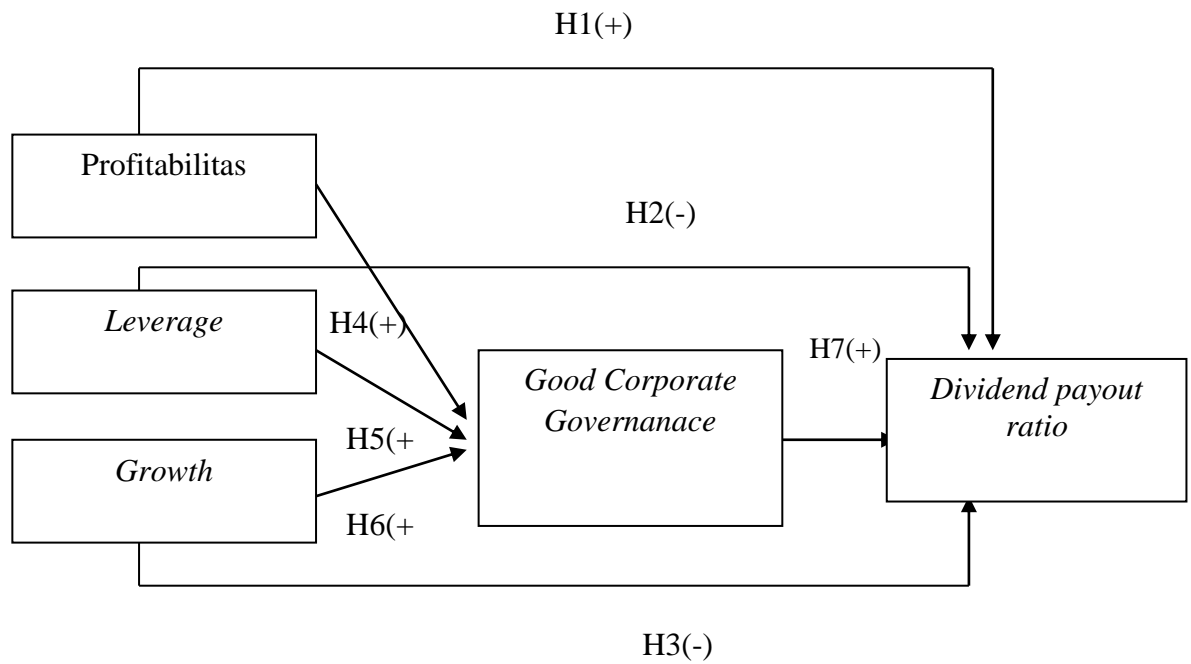 H1(+)
Profitabilitas
H2(-)
Leverage
H4(+)
H7(+)
Good Corporate
Governanace
Dividend payout
ratio
H5(+
Growth
H6(+
H3(-)